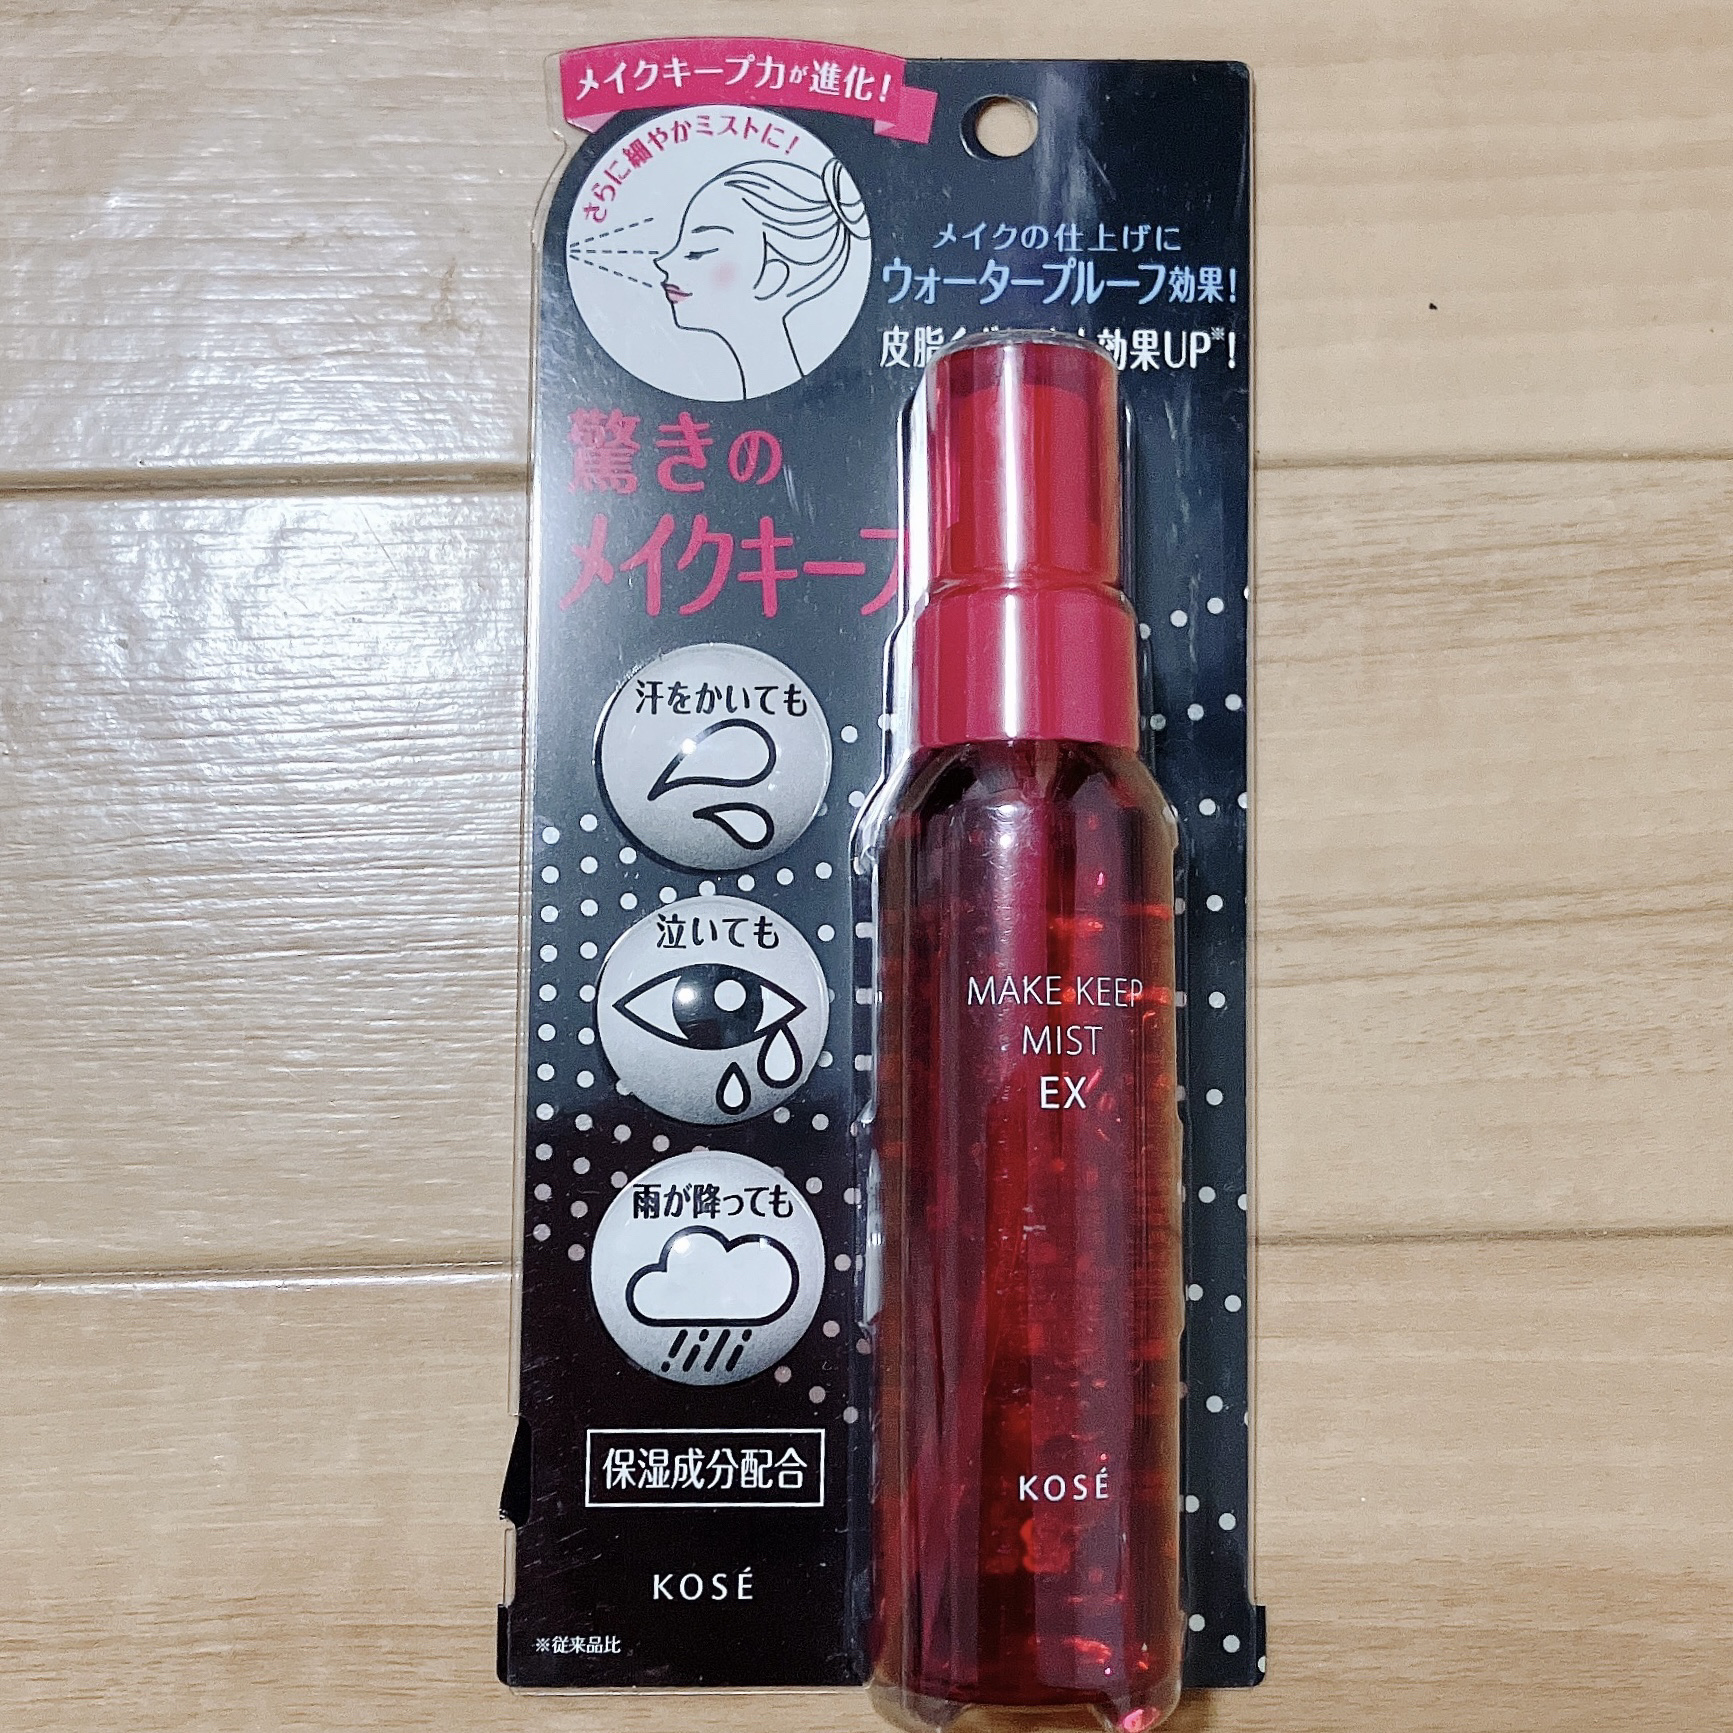 メイクキープ力が進化!
さらに細やかミストに!
メイクの仕上げに
ウォータープルーフ効果!
皮脂 効果UP※!
驚きの
メイクキープ
汗をかいても
泣いても
雨が降っても
保湿成分配合
KOSÉ
※従来品比
MAKE KEEP
MIST
EX
KOSÉ